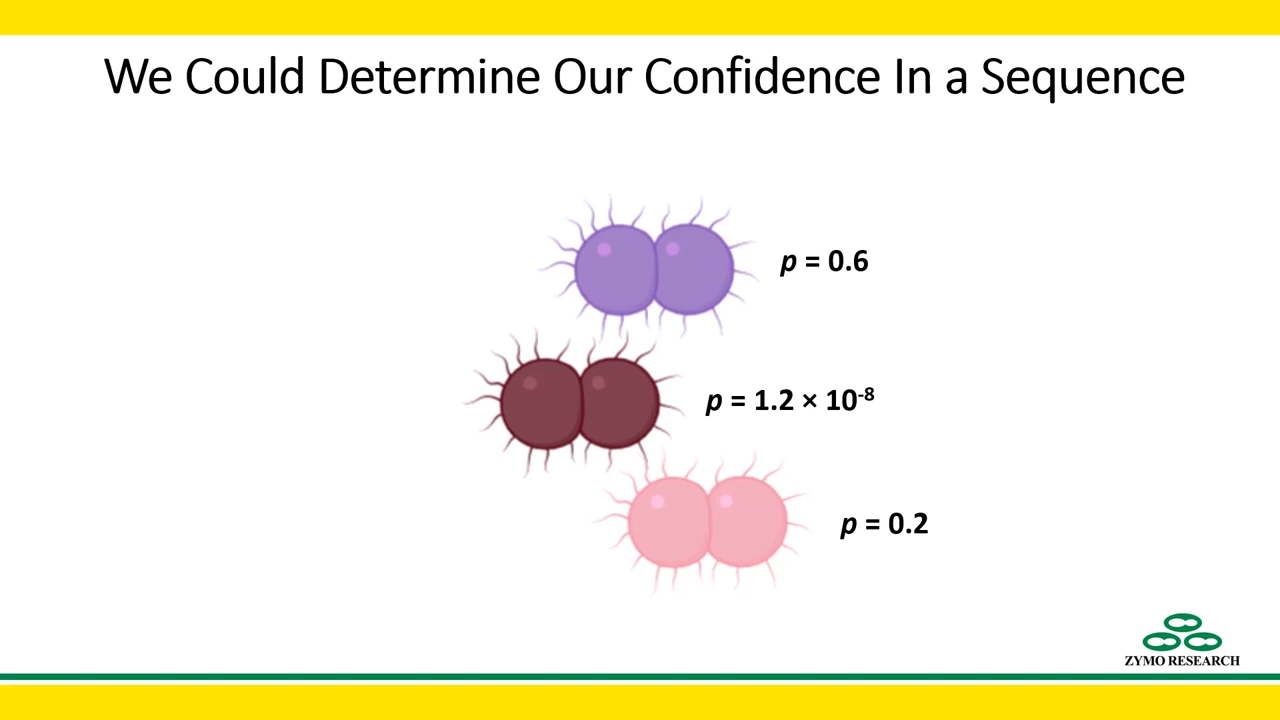 We Could Determine Our Confidence In a Sequence
p = 0.6
p = 1.2 × 10⁻⁸
p = 0.2
ZYMO RESEARCH